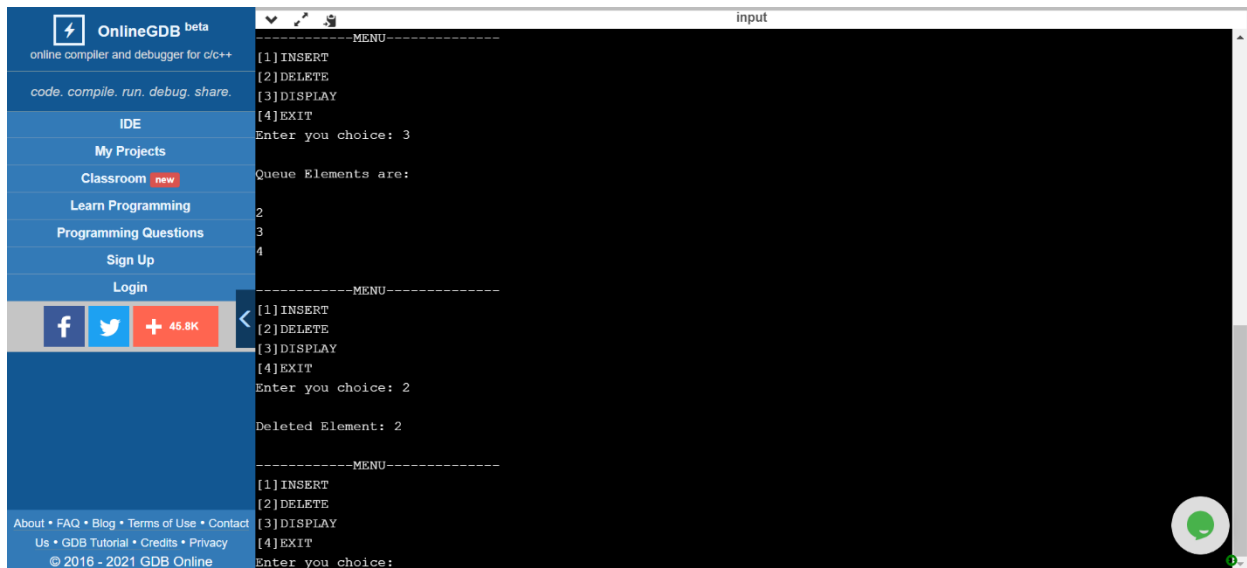 OnlineGDB beta
online compiler and debugger for c/c++
code. compile. run. debug. share.
IDE
My Projects
Classroom new
Learn Programming
Programming Questions
Sign Up
Login
f
+ 45.8K
<
About • FAQ • Blog • Terms of Use • Contact
Us • GDB Tutorial • Credits • Privacy
© 2016 - 2021 GDB Online
input
------------MENU--------------
[1]INSERT
[2]DELETE
[3]DISPLAY
[4]EXIT
Enter you choice: 3
Queue Elements are:
2
3
4
------------MENU--------------
[1]INSERT
[2]DELETE
[3]DISPLAY
[4]EXIT
Enter you choice: 2
Deleted Element: 2
------------MENU--------------
[1]INSERT
[2]DELETE
[3]DISPLAY
[4]EXIT
Enter you choice: